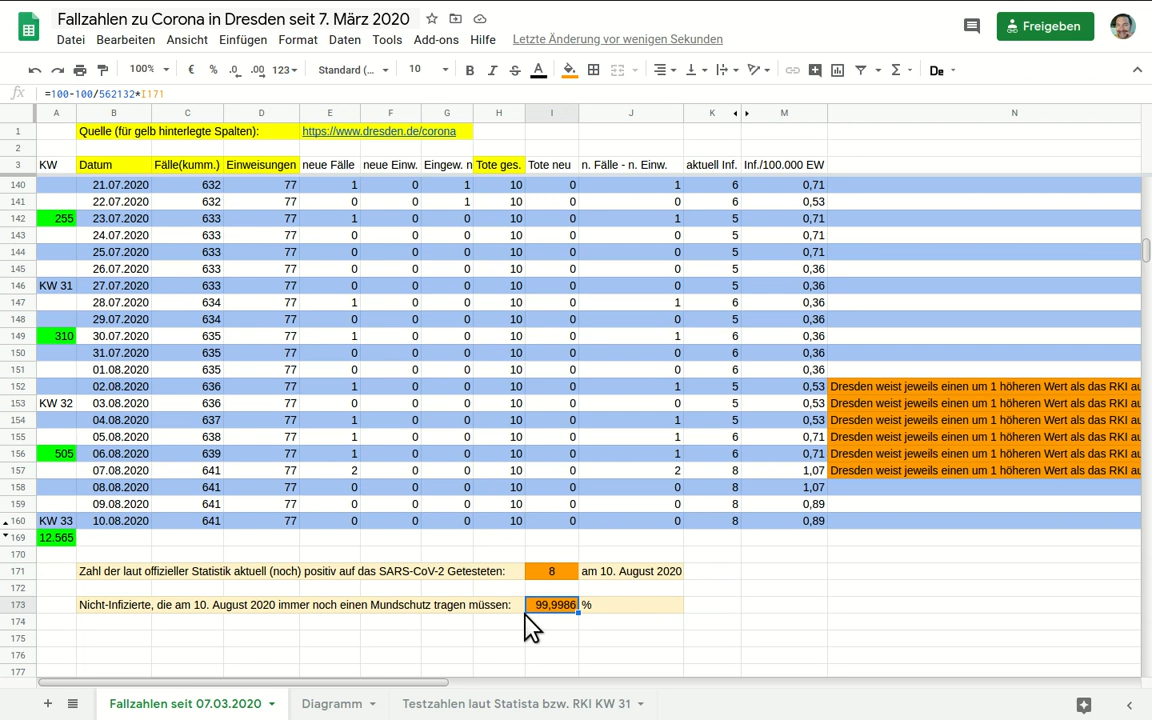 Fallzahlen zu Corona in Dresden seit 7. März 2020
Datei Bearbeiten Ansicht Einfügen Format Daten Tools Add-ons Hilfe Letzte Änderung vor wenigen Sekunden
Freigeben
100% € % .0 .00 123 Standard (... 10 B I S A De
fx =100-100/562132*I171
A B C D E F G H I J K M N
1 Quelle (für gelb hinterlegte Spalten): https://www.dresden.de/corona
2
3 KW Datum Fälle(kumm.) Einweisungen neue Fälle neue Einw. Eingew. n Tote ges. Tote neu n. Fälle - n. Einw. aktuell Inf. Inf./100.000 EW
140 21.07.2020 632 77 1 0 1 10 0 1 6 0,71
141 22.07.2020 632 77 0 0 1 10 0 0 6 0,53
142 255 23.07.2020 633 77 1 0 0 10 0 1 5 0,71
143 24.07.2020 633 77 0 0 0 10 0 0 5 0,71
144 25.07.2020 633 77 0 0 0 10 0 0 5 0,71
145 26.07.2020 633 77 0 0 0 10 0 0 5 0,36
146 KW 31 27.07.2020 633 77 0 0 0 10 0 0 5 0,36
147 28.07.2020 634 77 1 0 0 10 0 1 6 0,36
148 29.07.2020 634 77 0 0 0 10 0 0 5 0,36
149 310 30.07.2020 635 77 1 0 0 10 0 1 6 0,36
150 31.07.2020 635 77 0 0 0 10 0 0 6 0,36
151 01.08.2020 635 77 0 0 0 10 0 0 6 0,36
152 02.08.2020 636 77 1 0 0 10 0 1 5 0,53 Dresden weist jeweils einen um 1 höheren Wert als das RKI au
153 KW 32 03.08.2020 636 77 0 0 0 10 0 0 5 0,53 Dresden weist jeweils einen um 1 höheren Wert als das RKI au
154 04.08.2020 637 77 1 0 0 10 0 1 5 0,53 Dresden weist jeweils einen um 1 höheren Wert als das RKI au
155 05.08.2020 638 77 1 0 0 10 0 1 6 0,71 Dresden weist jeweils einen um 1 höheren Wert als das RKI au
156 505 06.08.2020 639 77 1 0 0 10 0 1 6 0,71 Dresden weist jeweils einen um 1 höheren Wert als das RKI au
157 07.08.2020 641 77 2 0 0 10 0 2 8 1,07 Dresden weist jeweils einen um 1 höheren Wert als das RKI au
158 08.08.2020 641 77 0 0 0 10 0 0 8 1,07
159 09.08.2020 641 77 0 0 0 10 0 0 8 0,89
160 KW 33 10.08.2020 641 77 0 0 0 10 0 0 8 0,89
169 12.565
170
171 Zahl der laut offizieller Statistik aktuell (noch) positiv auf das SARS-CoV-2 Getesteten: 8 am 10. August 2020
172
173 Nicht-Infizierte, die am 10. August 2020 immer noch einen Mundschutz tragen müssen: 99,9986 %
174
175
176
177
Fallzahlen seit 07.03.2020 Diagramm Testzahlen laut Statista bzw. RKI KW 31